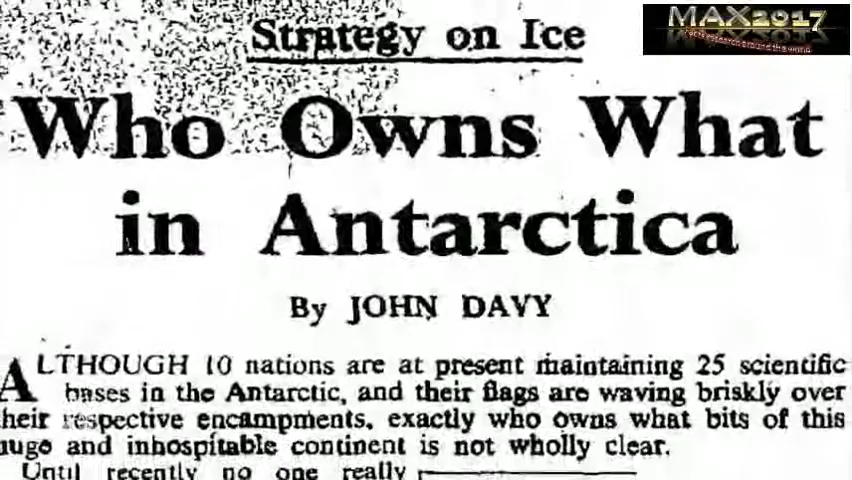 MAX2017
Strategy on Ice
Who Owns What
in Antarctica
By JOHN DAVY
ALTHOUGH 10 nations are at present maintaining 25 scientific
bases in the Antarctic, and their flags are waving briskly over
their respective encampments, exactly who owns what bits of this
huge and inhospitable continent is not wholly clear.
Until recently no one really